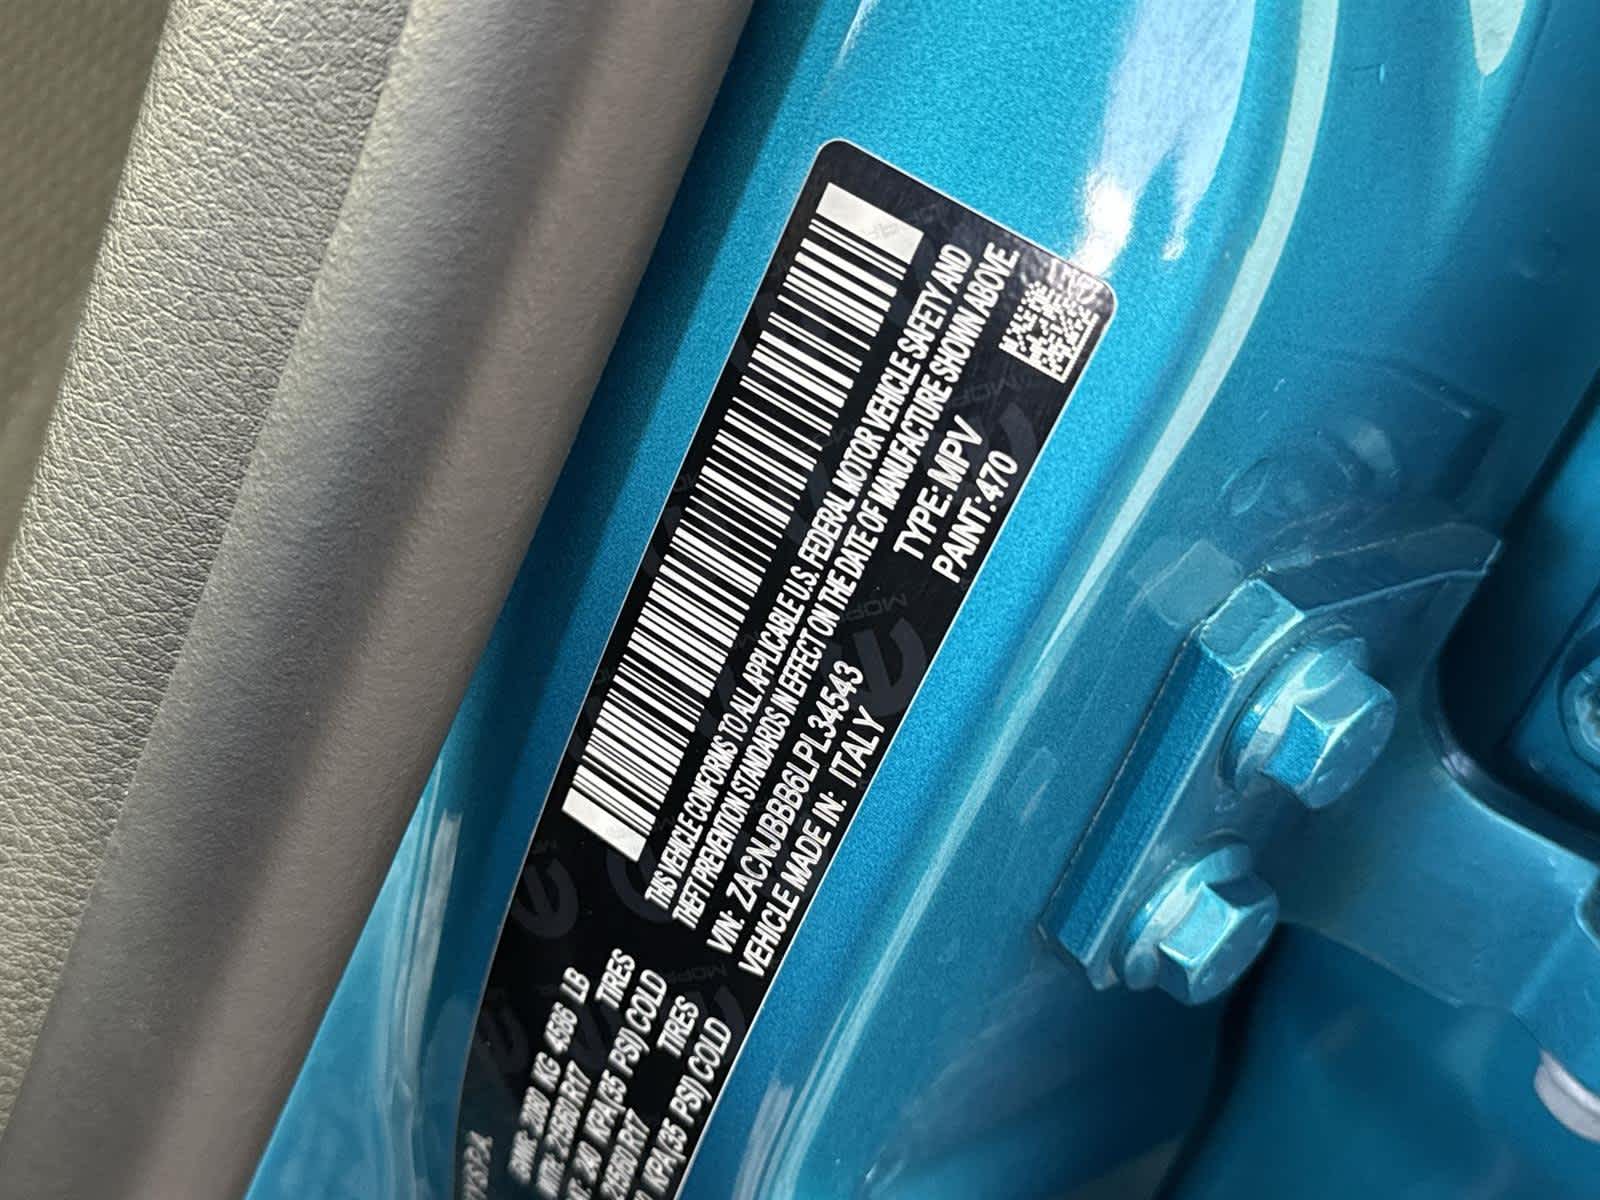 THIS VEHICLE CONFORMS TO ALL APPLICABLE U.S. FEDERAL MOTOR VEHICLE SAFETY AND
THEFT PREVENTION STANDARDS IN EFFECT ON THE DATE OF MANUFACTURE SHOWN ABOVE.
VIN: ZACNJBBB6LPL34543 TYPE: MPV
VEHICLE MADE IN: ITALY PAINT: 470
KG 4586 LB
TIRES
240 KPA(35 PSI) COLD
TIRES
KPA(35 PSI) COLD